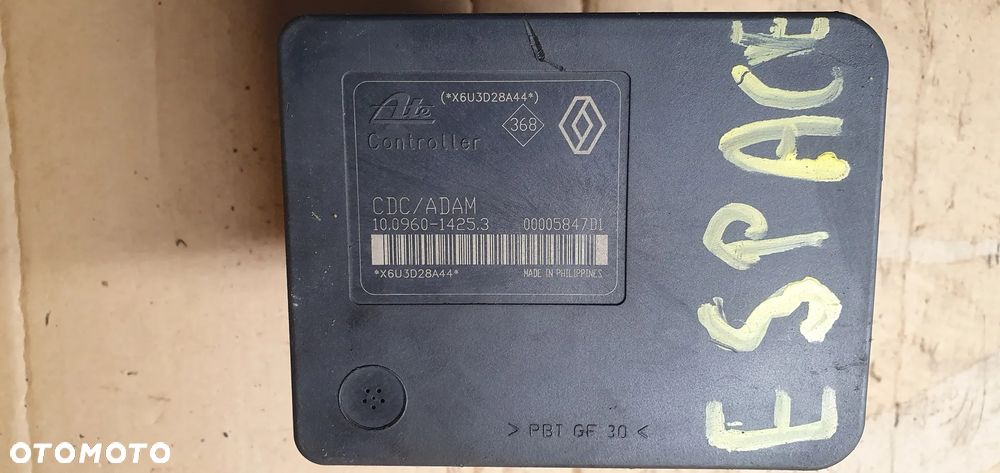 (*X6U3D28A44*)
Ate
368
Controller
CDC/ADAM
10.0960-1425.3 00005847D1
*X6U3D28A44*
MADE IN PHILIPPINES
> PBT GF 30 <
ESPACE
OTOMOTO